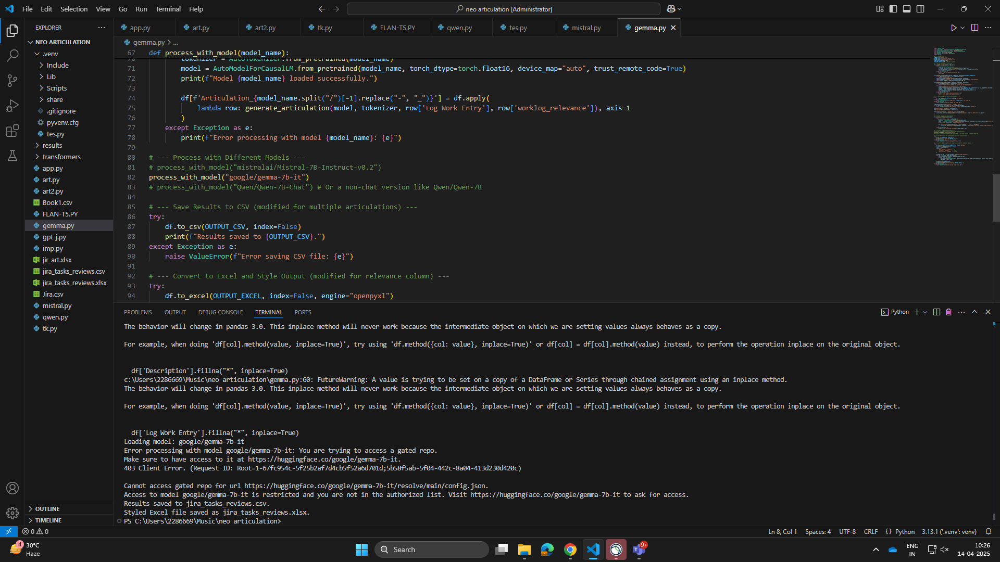 File Edit Selection View Go Run Terminal Help
neo articulation [Administrator]
EXPLORER
NEO ARTICULATION
.venv
Include
Lib
Scripts
share
.gitignore
pyvenv.cfg
tes.py
results
transformers
app.py
art.py
art2.py
Book1.csv
FLAN-T5.PY
gemma.py
gpt-j.py
imp.py
jir_art.xlsx
jira_tasks_reviews.csv
jira_tasks_reviews.xlsx
Jira.csv
mistral.py
qwen.py
tk.py
OUTLINE
TIMELINE
app.py art.py art2.py tk.py FLAN-T5.PY qwen.py tes.py mistral.py gemma.py
gemma.py > ...
67 def process_with_model(model_name):
70 tokenizer = AutoTokenizer.from_pretrained(model_name)
71 model = AutoModelForCausalLM.from_pretrained(model_name, torch_dtype=torch.float16, device_map="auto", trust_remote_code=True)
72 print(f"Model {model_name} loaded successfully.")
73
74 df[f'Articulation_{model_name.split("/")[-1].replace("-", "_")}'] = df.apply(
75 lambda row: generate_articulation(model, tokenizer, row['Log Work Entry'], row['worklog_relevance']), axis=1
76 )
77 except Exception as e:
78 print(f"Error processing with model {model_name}: {e}")
79
80 # --- Process with Different Models ---
81 # process_with_model("mistralai/Mistral-7B-Instruct-v0.2")
82 process_with_model("google/gemma-7b-it")
83 # process_with_model("Qwen/Qwen-7B-Chat") # Or a non-chat version like Qwen/Qwen-7B
84
85 # --- Save Results to CSV (modified for multiple articulations) ---
86 try:
87 df.to_csv(OUTPUT_CSV, index=False)
88 print(f"Results saved to {OUTPUT_CSV}.")
89 except Exception as e:
90 raise ValueError(f"Error saving CSV file: {e}")
91
92 # --- Convert to Excel and Style Output (modified for relevance column) ---
93 try:
94 df.to_excel(OUTPUT_EXCEL, index=False, engine="openpyxl")
PROBLEMS OUTPUT DEBUG CONSOLE TERMINAL PORTS
Python
The behavior will change in pandas 3.0. This inplace method will never work because the intermediate object on which we are setting values always behaves as a copy.
For example, when doing 'df[col].method(value, inplace=True)', try using 'df.method({col: value}, inplace=True)' or df[col] = df[col].method(value) instead, to perform the operation inplace on the original object.
df['Description'].fillna("*", inplace=True)
c:\Users\2286669\Music\neo articulation\gemma.py:60: FutureWarning: A value is trying to be set on a copy of a DataFrame or Series through chained assignment using an inplace method.
The behavior will change in pandas 3.0. This inplace method will never work because the intermediate object on which we are setting values always behaves as a copy.
For example, when doing 'df[col].method(value, inplace=True)', try using 'df.method({col: value}, inplace=True)' or df[col] = df[col].method(value) instead, to perform the operation inplace on the original object.
df['Log Work Entry'].fillna("*", inplace=True)
Loading model: google/gemma-7b-it
Error processing with model google/gemma-7b-it: You are trying to access a gated repo.
Make sure to have access to it at https://huggingface.co/google/gemma-7b-it.
403 Client Error. (Request ID: Root=1-67fc954c-5f25b2af7d4cb5f52a6d701d;5b58f5ab-5f04-442c-8a04-413d230d420c)
Cannot access gated repo for url https://huggingface.co/google/gemma-7b-it/resolve/main/config.json.
Access to model google/gemma-7b-it is restricted and you are not in the authorized list. Visit https://huggingface.co/google/gemma-7b-it to ask for access.
Results saved to jira_tasks_reviews.csv.
Styled Excel file saved as jira_tasks_reviews.xlsx.
PS C:\Users\2286669\Music\neo articulation>
0 0
Ln 8, Col 1 Spaces: 4 UTF-8 CRLF {} Python 3.13.1 ('.venv': venv)
4
30°C
Haze
Search
9+
ENG
IN
10:26
14-04-2025